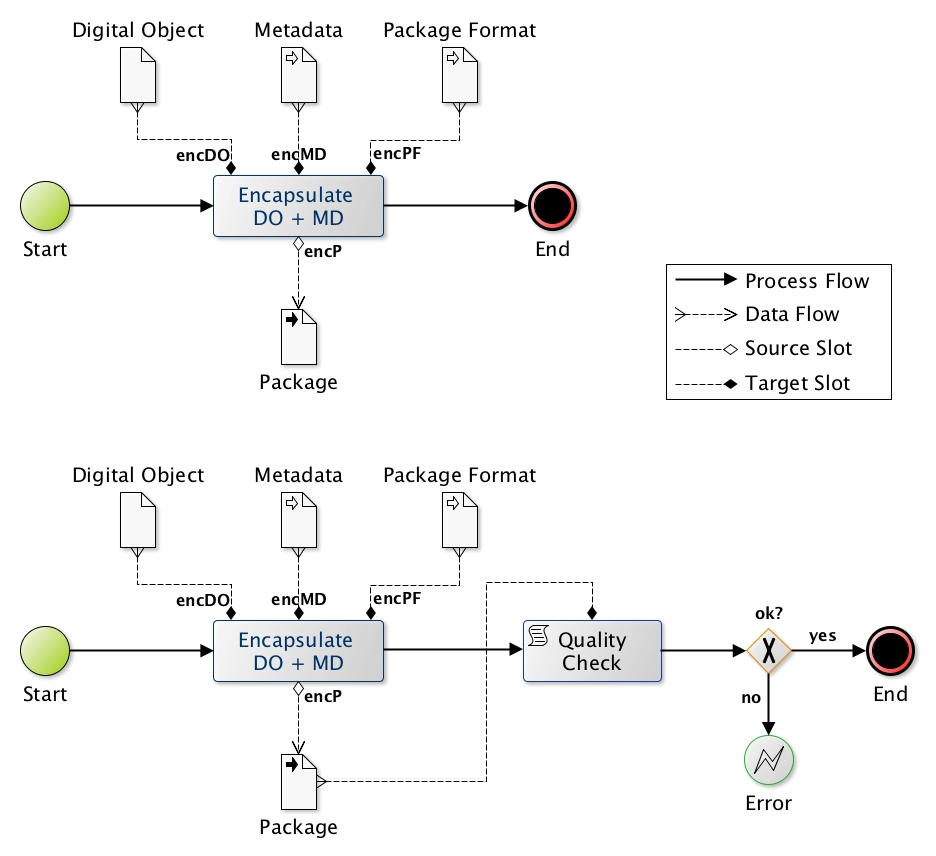 Digital Object
Metadata
Package Format
encDO
encMD
encPF
Encapsulate
DO + MD
Start
End
encP
Package
Process Flow
Data Flow
Source Slot
Target Slot
Digital Object
Metadata
Package Format
encDO
encMD
encPF
ok?
Encapsulate
DO + MD
Quality
Check
yes
Start
End
encP
no
Error
Package